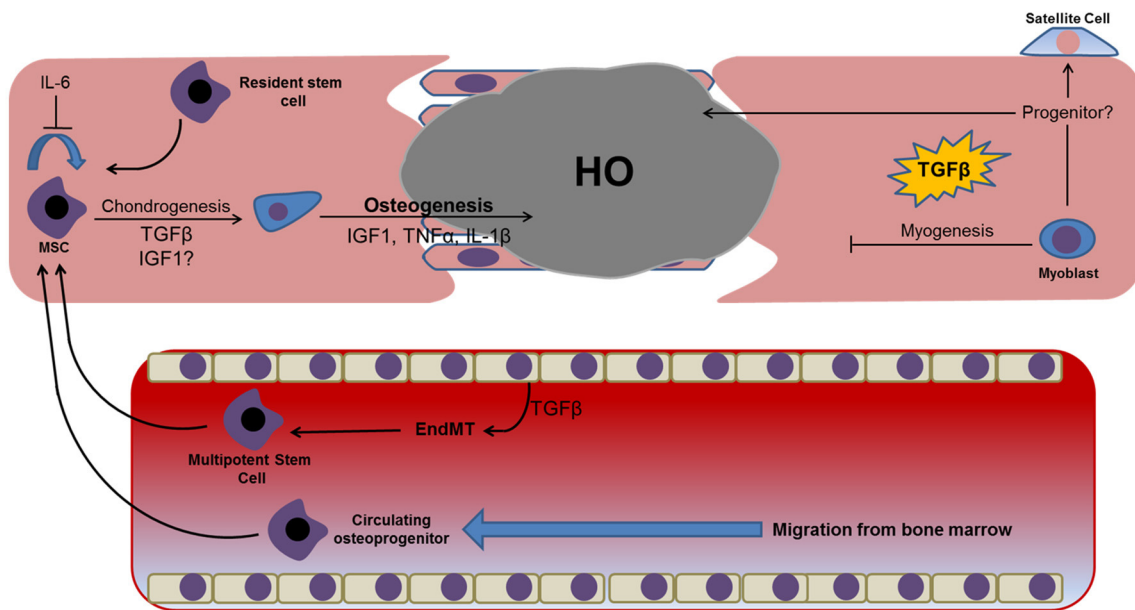 Satellite Cell
IL-6
Resident stem
cell
Progenitor?
TGFβ
HO
Chondrogenesis
TGFβ
IGF1?
MSC
Osteogenesis
IGF1, TNFα, IL-1β
Myogenesis
Myoblast
TGFβ
EndMT
Multipotent Stem
Cell
Circulating
osteoprogenitor
Migration from bone marrow